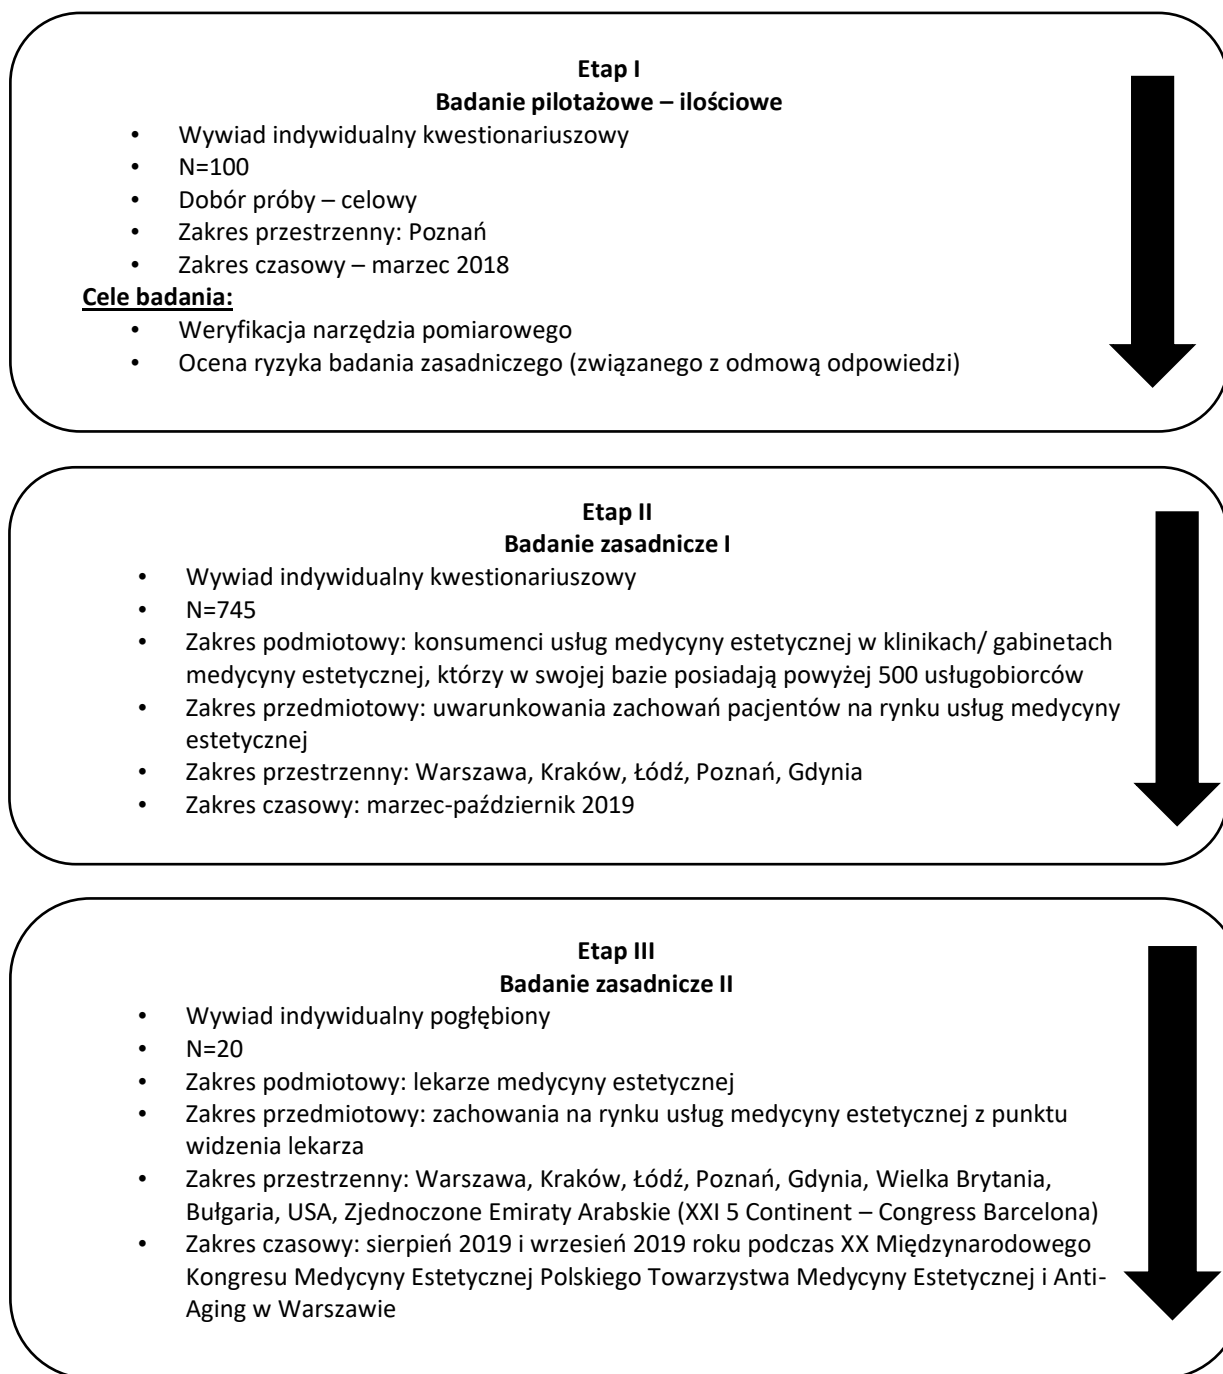 Etap I
Badanie pilotażowe – ilościowe
• Wywiad indywidualny kwestionariuszowy
• N=100
• Dobór próby – celowy
• Zakres przestrzenny: Poznań
• Zakres czasowy – marzec 2018
Cele badania:
• Weryfikacja narzędzia pomiarowego
• Ocena ryzyka badania zasadniczego (związanego z odmową odpowiedzi)
Etap II
Badanie zasadnicze I
• Wywiad indywidualny kwestionariuszowy
• N=745
• Zakres podmiotowy: konsumenci usług medycyny estetycznej w klinikach/ gabinetach
medycyny estetycznej, którzy w swojej bazie posiadają powyżej 500 usługobiorców
• Zakres przedmiotowy: uwarunkowania zachowań pacjentów na rynku usług medycyny
estetycznej
• Zakres przestrzenny: Warszawa, Kraków, Łódź, Poznań, Gdynia
• Zakres czasowy: marzec-październik 2019
Etap III
Badanie zasadnicze II
• Wywiad indywidualny pogłębiony
• N=20
• Zakres podmiotowy: lekarze medycyny estetycznej
• Zakres przedmiotowy: zachowania na rynku usług medycyny estetycznej z punktu
widzenia lekarza
• Zakres przestrzenny: Warszawa, Kraków, Łódź, Poznań, Gdynia, Wielka Brytania,
Bułgaria, USA, Zjednoczone Emiraty Arabskie (XXI 5 Continent – Congress Barcelona)
• Zakres czasowy: sierpień 2019 i wrzesień 2019 roku podczas XX Międzynarodowego
Kongresu Medycyny Estetycznej Polskiego Towarzystwa Medycyny Estetycznej i Anti-
Aging w Warszawie